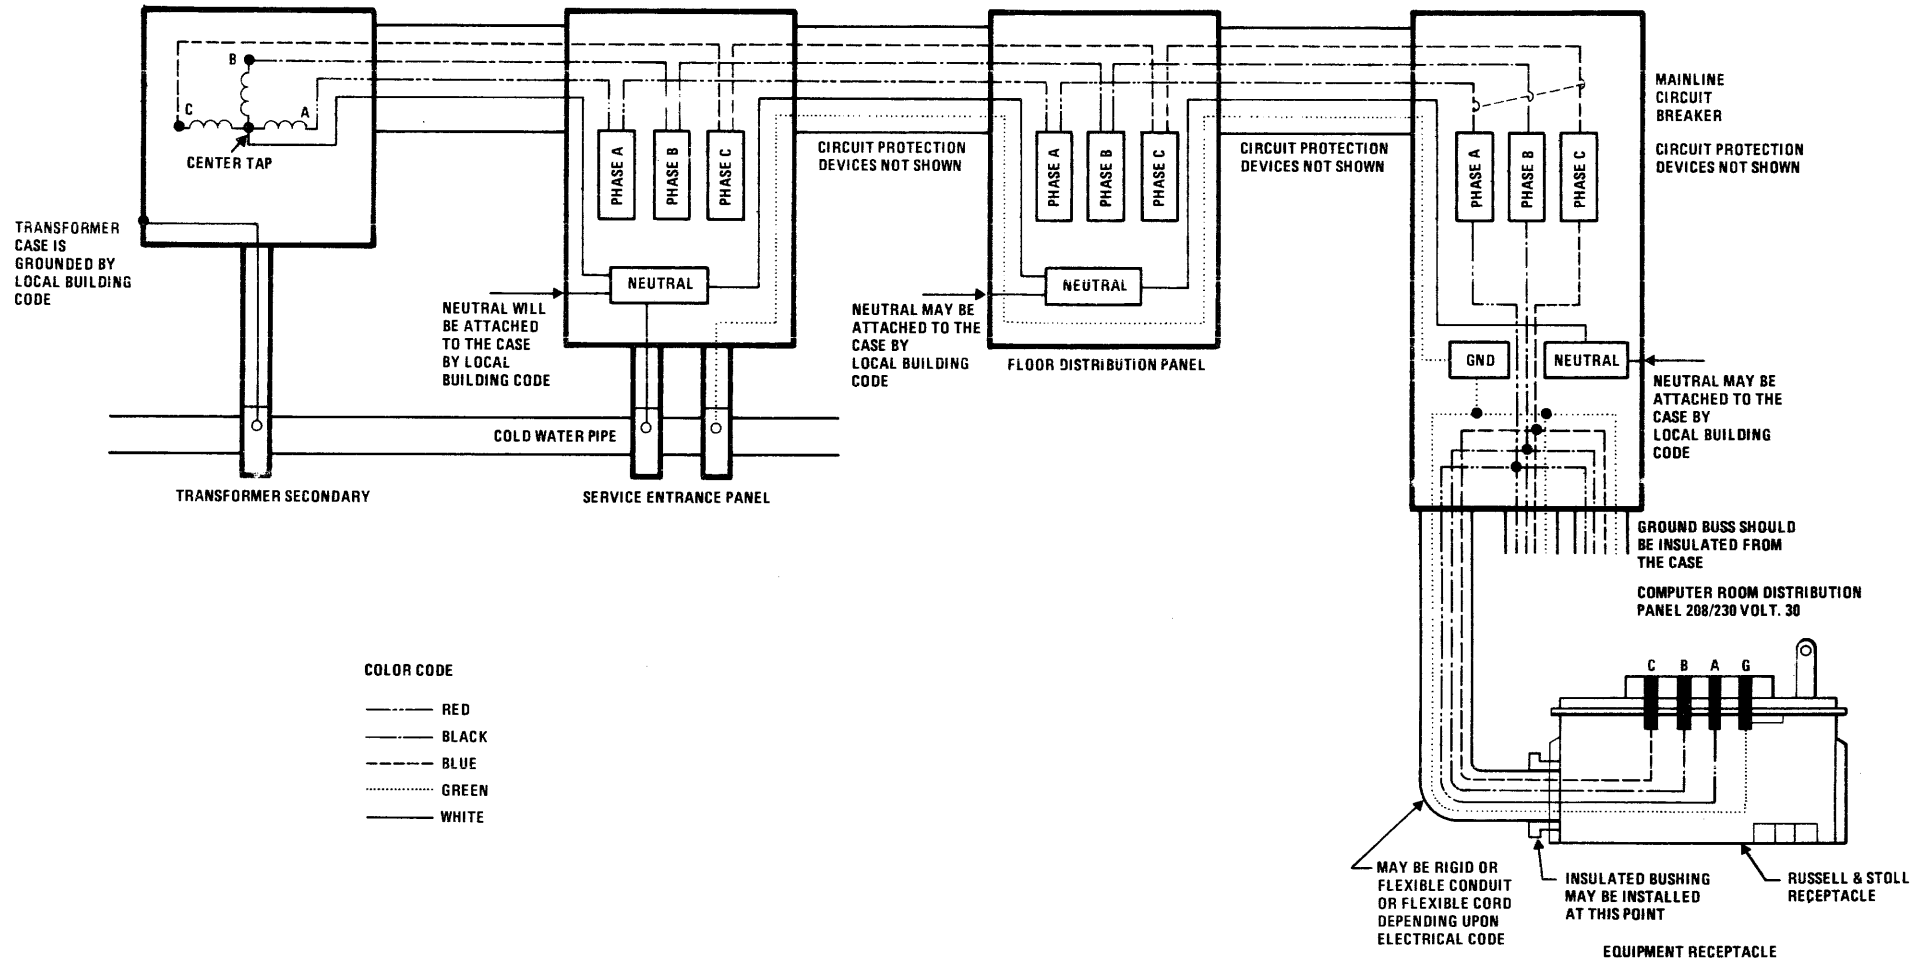 B
C
A
CENTER TAP
TRANSFORMER
CASE IS
GROUNDED BY
LOCAL BUILDING
CODE
TRANSFORMER SECONDARY
PHASE A
PHASE B
PHASE C
NEUTRAL
NEUTRAL WILL
BE ATTACHED
TO THE CASE
BY LOCAL
BUILDING CODE
COLD WATER PIPE
SERVICE ENTRANCE PANEL
CIRCUIT PROTECTION
DEVICES NOT SHOWN
PHASE A
PHASE B
PHASE C
NEUTRAL
NEUTRAL MAY BE
ATTACHED TO THE
CASE BY
LOCAL BUILDING
CODE
FLOOR DISTRIBUTION PANEL
CIRCUIT PROTECTION
DEVICES NOT SHOWN
MAINLINE
CIRCUIT
BREAKER
CIRCUIT PROTECTION
DEVICES NOT SHOWN
PHASE A
PHASE B
PHASE C
GND
NEUTRAL
NEUTRAL MAY BE
ATTACHED TO THE
CASE BY
LOCAL BUILDING
CODE
GROUND BUSS SHOULD
BE INSULATED FROM
THE CASE
COMPUTER ROOM DISTRIBUTION
PANEL 208/230 VOLT. 30
COLOR CODE
RED
BLACK
BLUE
GREEN
WHITE
C B A G
MAY BE RIGID OR
FLEXIBLE CONDUIT
OR FLEXIBLE CORD
DEPENDING UPON
ELECTRICAL CODE
INSULATED BUSHING
MAY BE INSTALLED
AT THIS POINT
RUSSELL & STOLL
RECEPTACLE
EQUIPMENT RECEPTACLE